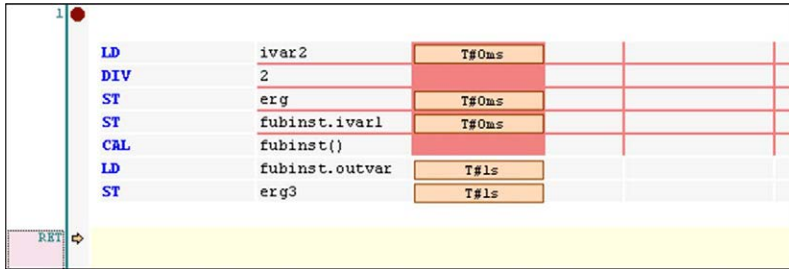 1
LD ivar2 T#0ms
DIV 2
ST erg T#0ms
ST fubinst.ivar1 T#0ms
CAL fubinst()
LD fubinst.outvar T#1s
ST erg3 T#1s
RET